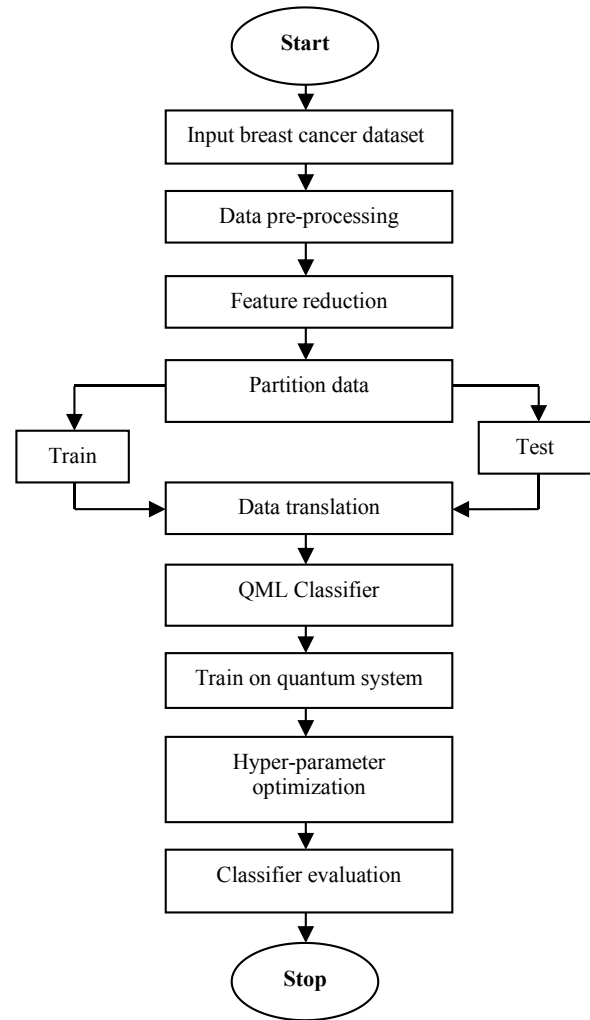 Start
Input breast cancer dataset
Data pre-processing
Feature reduction
Partition data
Train
Test
Data translation
QML Classifier
Train on quantum system
Hyper-parameter
optimization
Classifier evaluation
Stop